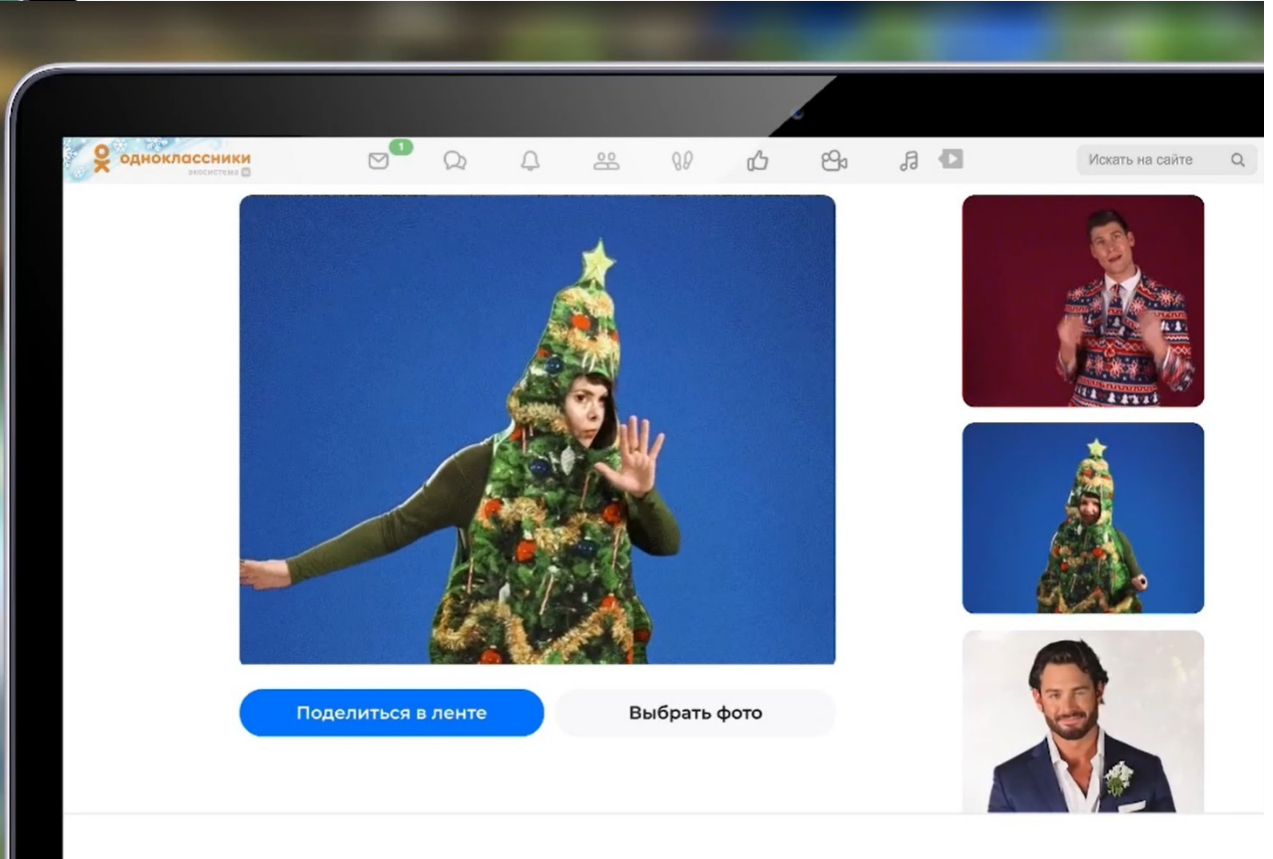 одноклассники
экосистема
1
Искать на сайте
Поделиться в ленте
Выбрать фото